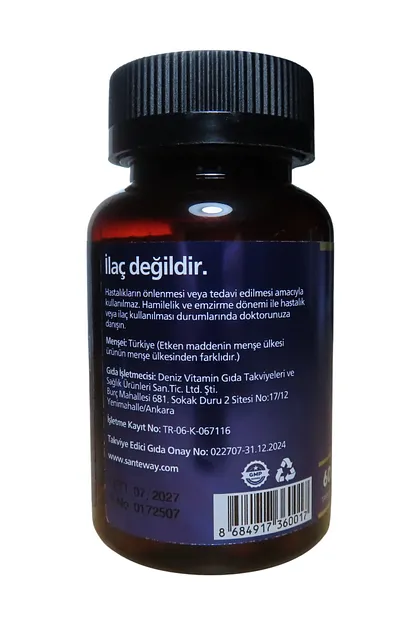 İlaç değildir.
Hastalıkların önlenmesi veya tedavi edilmesi amacıyla
kullanılmaz. Hamilelik ve emzirme dönemi ile hastalık
veya ilaç kullanılması durumlarında doktorunuza
danışın.
Menşei: Türkiye (Etken maddenin menşe ülkesi
ürünün menşe ülkesinden farklıdır.)
Gıda İşletmecisi: Deniz Vitamin Gıda Takviyeleri ve
Sağlık Ürünleri San.Tic. Ltd. Şti.
Burç Mahallesi 681. Sokak Duru 2 Sitesi No:17/12
Yenimahalle/Ankara
İşletme Kayıt No: TR-06-K-067116
Takviye Edici Gıda Onay No: 022707-31.12.2024
www.santeway.com
07.2027
No 0172507
GMP
8 684917 360017
60